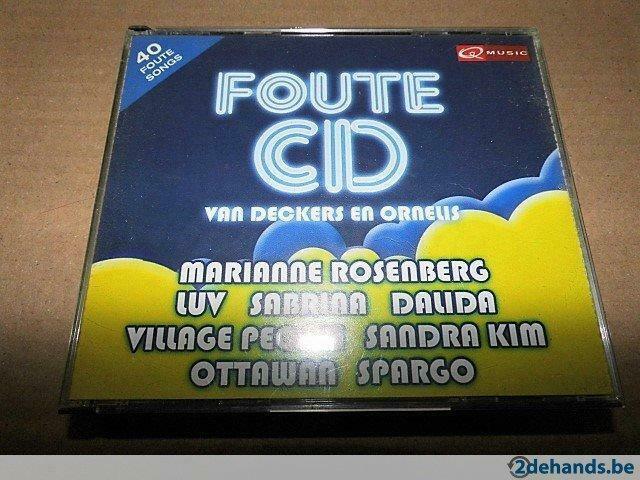 40
FOUTE
SONGS
Q MUSIC
FOUTE
CD
VAN DECKERS EN ORNELIS
MARIANNE ROSENBERG
LUV SABRINA DALIDA
VILLAGE PEOPLE SANDRA KIM
OTTAWAN SPARGO
2dehands.be